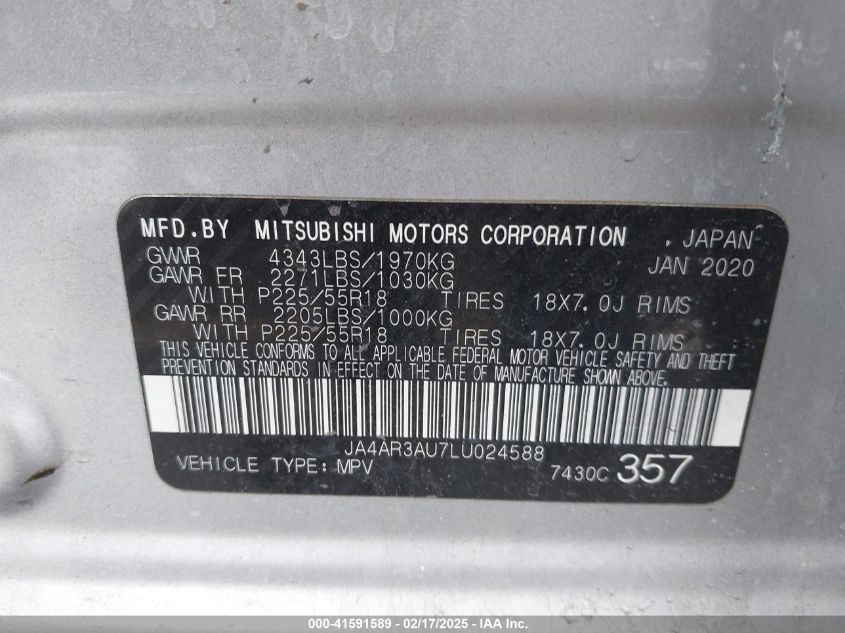 MFD.BY MITSUBISHI MOTORS CORPORATION , JAPAN
GVWR 4343LBS/1970KG JAN 2020
GAWR FR 2271LBS/1030KG
WITH P225/55R18 TIRES 18X7.0J RIMS
GAWR RR 2205LBS/1000KG
WITH P225/55R18 TIRES 18X7.0J RIMS
THIS VEHICLE CONFORMS TO ALL APPLICABLE FEDERAL MOTOR VEHICLE SAFETY AND THEFT
PREVENTION STANDARDS IN EFFECT ON THE DATE OF MANUFACTURE SHOWN ABOVE.
JA4AR3AU7LU024588
VEHICLE TYPE: MPV 7430C 357
000-41591589 - 02/17/2025 - IAA Inc.